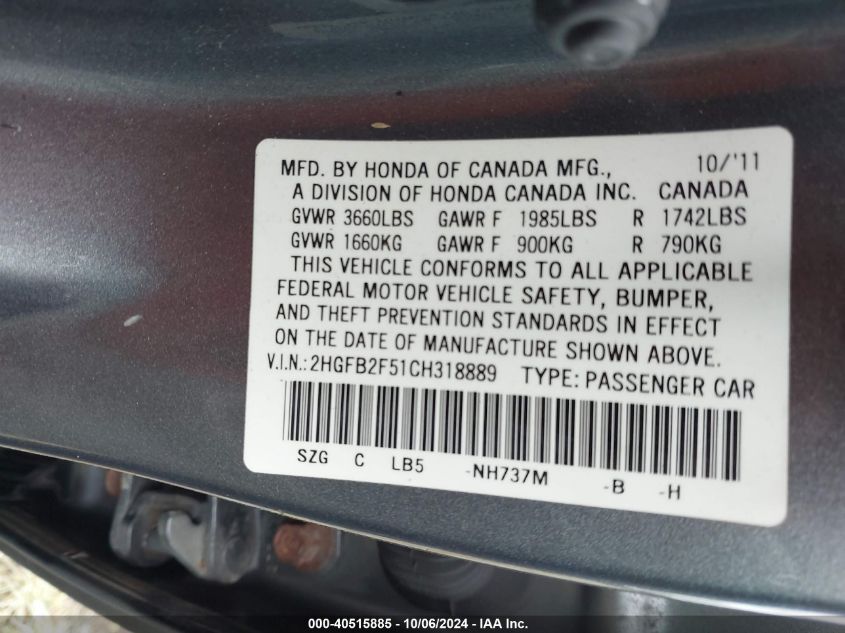 MFD. BY HONDA OF CANADA MFG., 10/'11
A DIVISION OF HONDA CANADA INC. CANADA
GVWR 3660LBS GAWR F 1985LBS R 1742LBS
GVWR 1660KG GAWR F 900KG R 790KG
THIS VEHICLE CONFORMS TO ALL APPLICABLE
FEDERAL MOTOR VEHICLE SAFETY, BUMPER,
AND THEFT PREVENTION STANDARDS IN EFFECT
ON THE DATE OF MANUFACTURE SHOWN ABOVE.
V.I.N.: 2HGFB2F51CH318889 TYPE: PASSENGER CAR
SZG C LB5 -NH737M -B -H
000-40515885 - 10/06/2024 - IAA Inc.